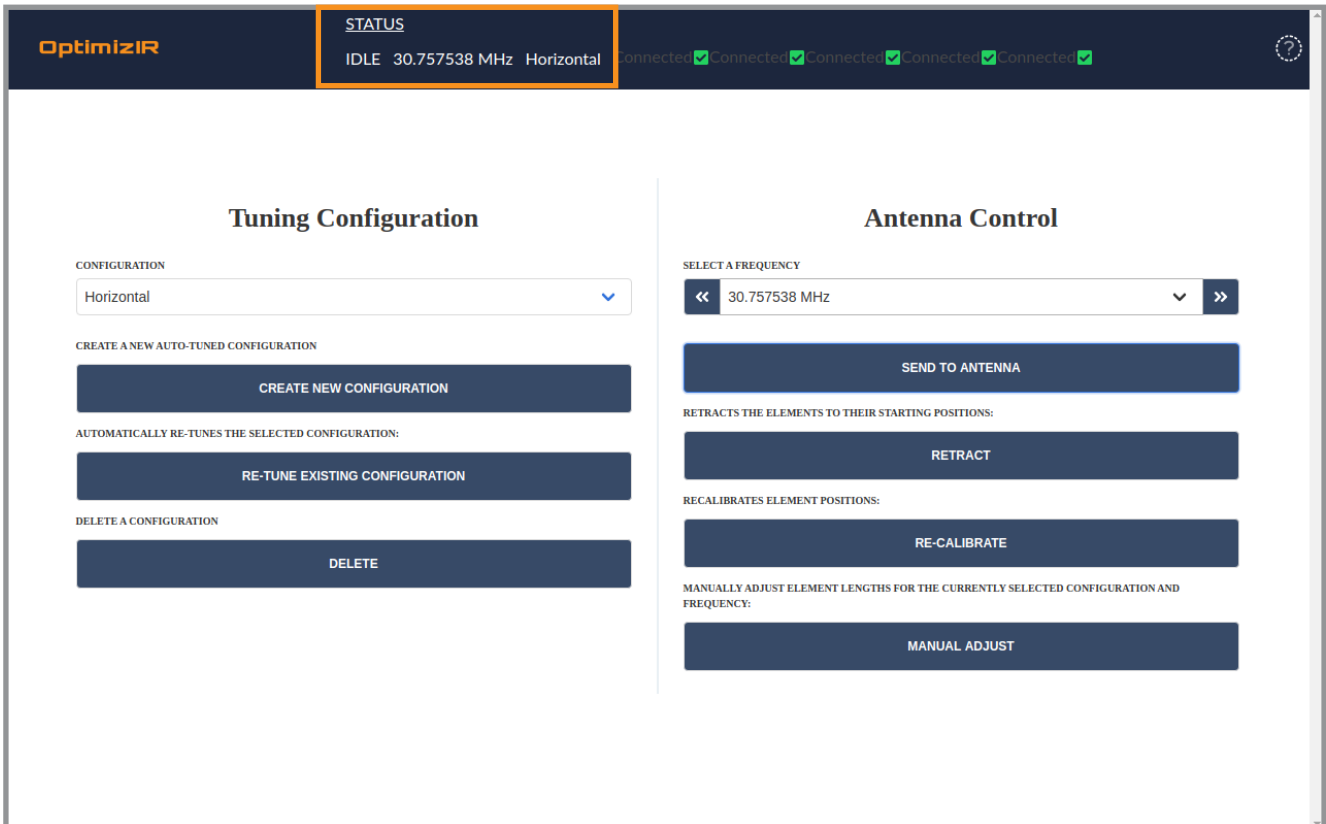 OptimizIR
STATUS
IDLE 30.757538 MHz Horizontal
Connected Connected Connected Connected Connected
?
Tuning Configuration
CONFIGURATION
Horizontal
CREATE A NEW AUTO-TUNED CONFIGURATION
CREATE NEW CONFIGURATION
AUTOMATICALLY RE-TUNES THE SELECTED CONFIGURATION:
RE-TUNE EXISTING CONFIGURATION
DELETE A CONFIGURATION
DELETE
Antenna Control
SELECT A FREQUENCY
30.757538 MHz
SEND TO ANTENNA
RETRACTS THE ELEMENTS TO THEIR STARTING POSITIONS:
RETRACT
RECALIBRATES ELEMENT POSITIONS:
RE-CALIBRATE
MANUALLY ADJUST ELEMENT LENGTHS FOR THE CURRENTLY SELECTED CONFIGURATION AND
FREQUENCY:
MANUAL ADJUST